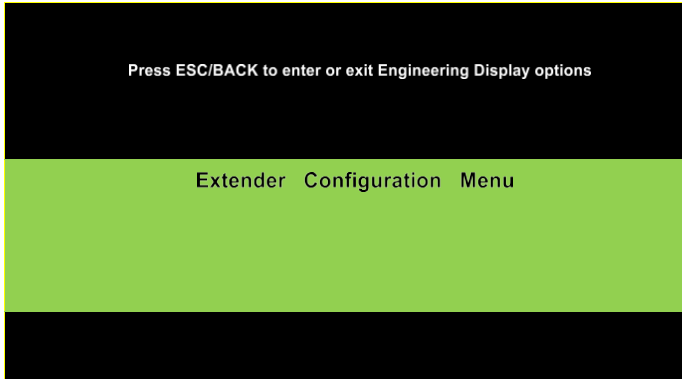 Press ESC/BACK to enter or exit Engineering Display options
Extender Configuration Menu